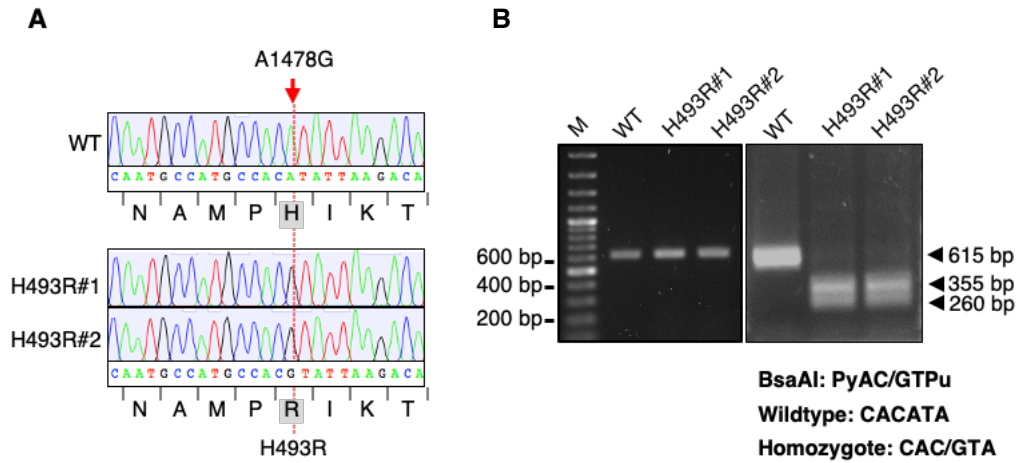 A
A1478G
WT
CAATGCCATGCCACATATTAAGACA
N A M P H I K T
H493R#1
H493R#2
CAATGCCATGCCACGTATTAAGACA
N A M P R I K T
H493R
B
M WT H493R#1 H493R#2 WT H493R#1 H493R#2
600 bp
400 bp
200 bp
615 bp
355 bp
260 bp
BsaAI: PyAC/GTPu
Wildtype: CACATA
Homozygote: CAC/GTA